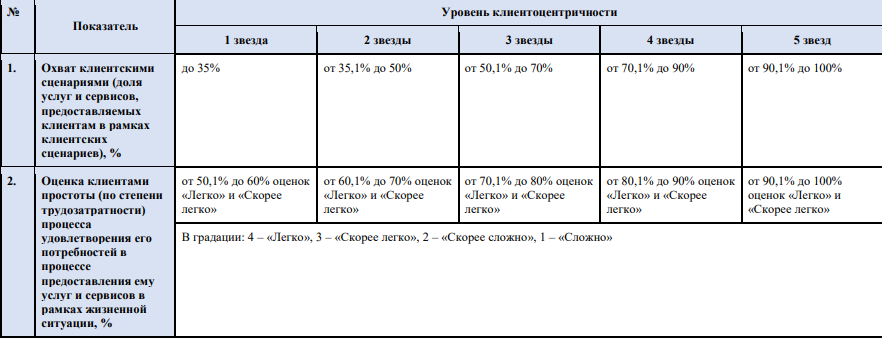 №
Показатель
Уровень клиентоцентричности
1 звезда
2 звезды
3 звезды
4 звезды
5 звезд
1.
Охват клиентскими
сценариями (доля
услуг и сервисов,
предоставляемых
клиентам в рамках
клиентских
сценариев), %
до 35%
от 35,1% до 50%
от 50,1% до 70%
от 70,1% до 90%
от 90,1% до 100%
2.
Оценка клиентами
простоты (по степени
трудозатратности)
процесса
удовлетворения его
потребностей в
процессе
предоставления ему
услуг и сервисов в
рамках жизненной
ситуации, %
от 50,1% до 60% оценок
«Легко» и «Скорее
легко»
от 60,1% до 70% оценок
«Легко» и «Скорее
легко»
от 70,1% до 80% оценок
«Легко» и «Скорее
легко»
от 80,1% до 90% оценок
«Легко» и «Скорее
легко»
от 90,1% до 100%
оценок «Легко» и
«Скорее легко»
В градации: 4 – «Легко», 3 – «Скорее легко», 2 – «Скорее сложно», 1 – «Сложно»